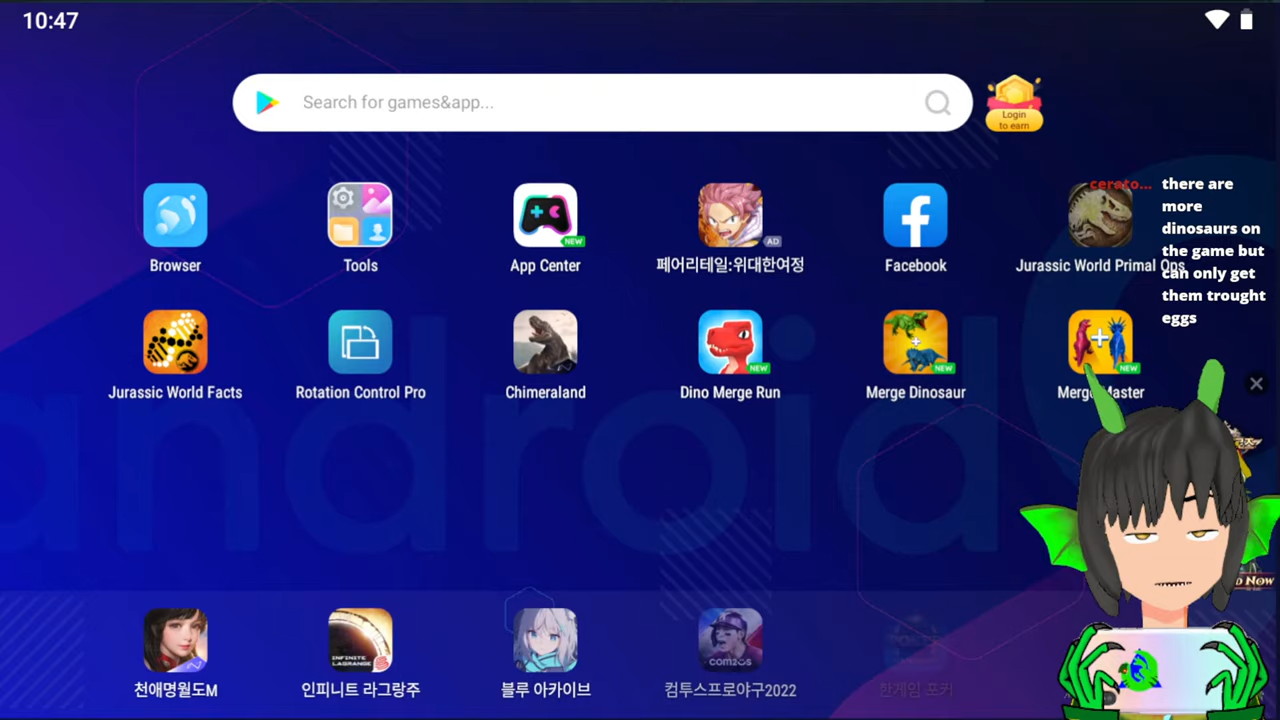 10:47
Search for games&app...
Login
to earn
cerato...
there are
more
dinosaurs on
the game but
can only get
them trought
eggs
NEW
AD
Browser
Tools
App Center
페어리테일:위대한여정
Facebook
Jurassic World Primal Ops
NEW
NEW
NEW
Jurassic World Facts
Rotation Control Pro
Chimeraland
Dino Merge Run
Merge Dinosaur
Merge Master
android
INFINITE
LAGRANGE
COM2US
천애명월도M
인피니트 라그랑주
블루 아카이브
컴투스프로야구2022
한게임 포커